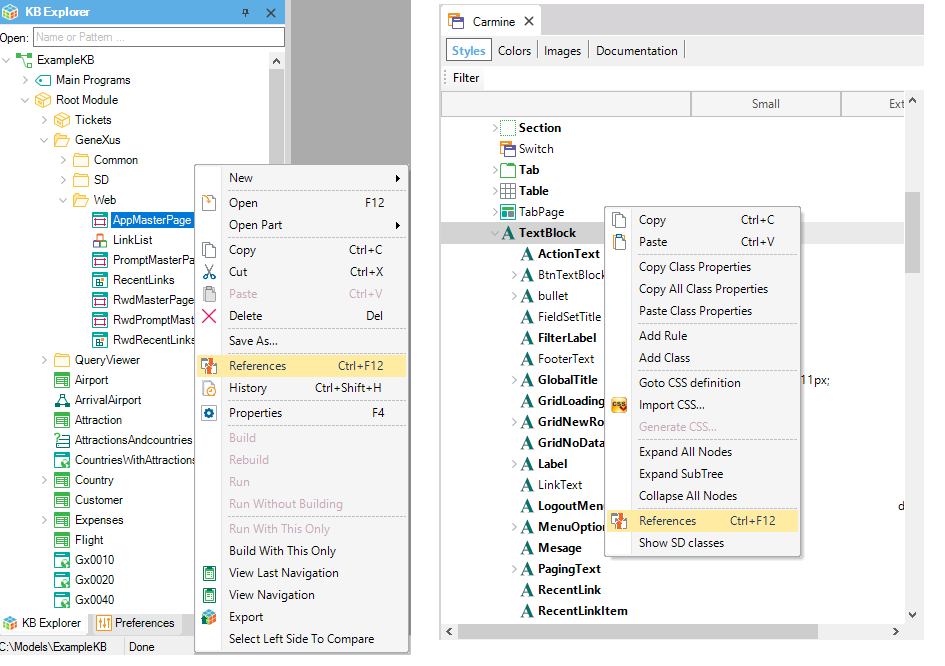 KB Explorer
Open: Name or Pattern ...
ExampleKB
Main Programs
Root Module
Tickets
GeneXus
Common
SD
Web
AppMasterPage
LinkList
PromptMasterPa
RecentLinks
RwdMasterPage
RwdPromptMast
RwdRecentLinks
QueryViewer
Airport
ArrivalAirport
Attraction
AttractionsAndcountries
CountriesWithAttractions
Country
Customer
Expenses
Flight
Gx0010
Gx0020
Gx0040
KB Explorer Preferences
C:\Models\ExampleKB Done
New
Open F12
Open Part
Copy Ctrl+C
Cut Ctrl+X
Paste Ctrl+V
Delete Del
Save As...
References Ctrl+F12
History Ctrl+Shift+H
Properties F4
Build
Rebuild
Run
Run Without Building
Run With This Only
Build With This Only
View Last Navigation
View Navigation
Export
Select Left Side To Compare
Carmine
Styles Colors Images Documentation
Filter
Small Ext
Section
Switch
Tab
Table
TabPage
TextBlock
ActionText
BtnTextBlock
bullet
FieldSetTitle
FilterLabel
FooterText
GlobalTitle 11px;
GridLoading
GridNewRo
GridNoData
Label
LinkText
LogoutMen d
MenuOption
Mesage
PagingText
RecentLink
RecentLinkItem
Copy Ctrl+C
Paste Ctrl+V
Copy Class Properties
Copy All Class Properties
Paste Class Properties
Add Rule
Add Class
Goto CSS definition
CSS Import CSS...
Generate CSS...
Expand All Nodes
Expand SubTree
Collapse All Nodes
References Ctrl+F12
Show SD classes